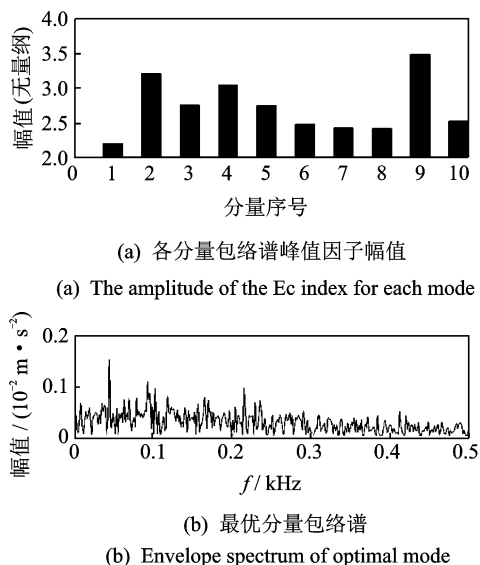 幅值(无量纲)
4.0
3.5
3.0
2.5
2.0
0 1 2 3 4 5 6 7 8 9 10
分量序号
(a) 各分量包络谱峰值因子幅值
(a) The amplitude of the Ec index for each mode
幅值 / (10⁻² m·s⁻²)
0.2
0.1
0
0 0.1 0.2 0.3 0.4 0.5
f / kHz
(b) 最优分量包络谱
(b) Envelope spectrum of optimal mode